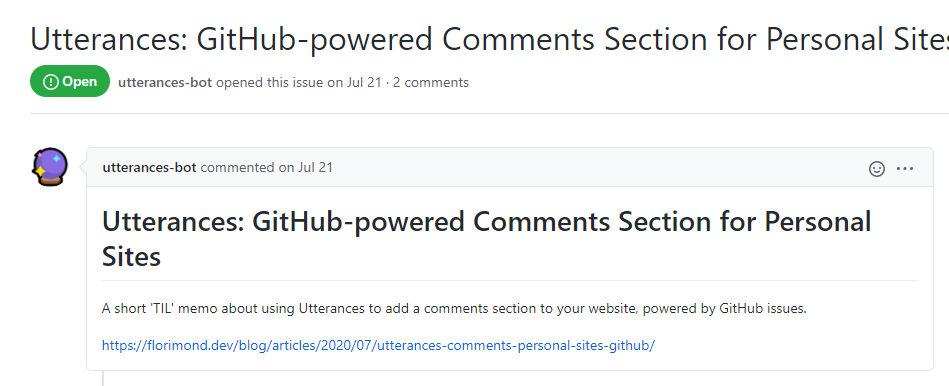 Utterances: GitHub-powered Comments Section for Personal Sites
Open
utterances-bot opened this issue on Jul 21 · 2 comments
utterances-bot commented on Jul 21
Utterances: GitHub-powered Comments Section for Personal
Sites
A short 'TIL' memo about using Utterances to add a comments section to your website, powered by GitHub issues.
https://florimond.dev/blog/articles/2020/07/utterances-comments-personal-sites-github/